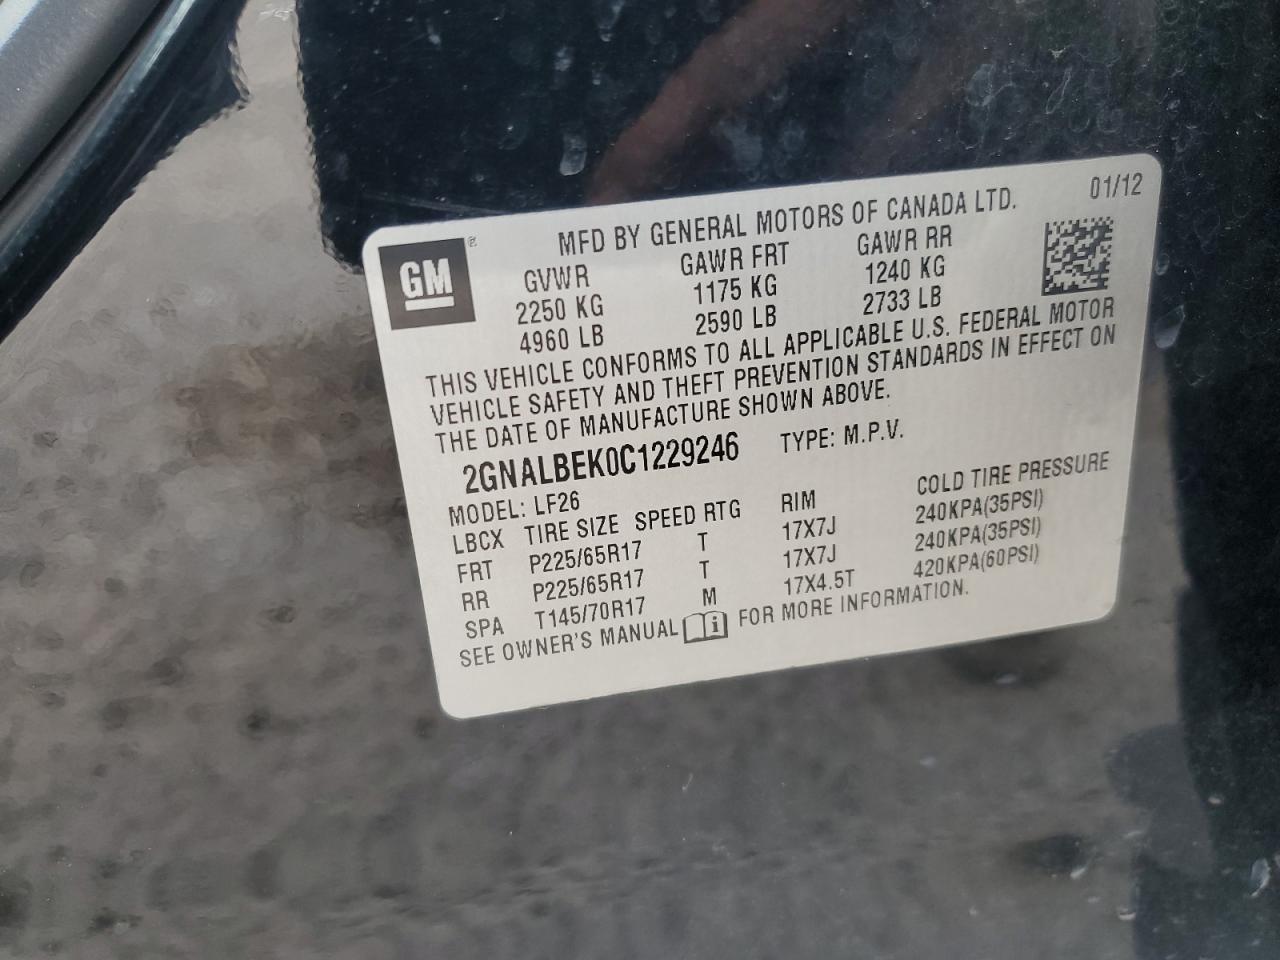 MFD BY GENERAL MOTORS OF CANADA LTD. 01/12
GM ®
GVWR GAWR FRT GAWR RR
2250 KG 1175 KG 1240 KG
4960 LB 2590 LB 2733 LB
THIS VEHICLE CONFORMS TO ALL APPLICABLE U.S. FEDERAL MOTOR
VEHICLE SAFETY AND THEFT PREVENTION STANDARDS IN EFFECT ON
THE DATE OF MANUFACTURE SHOWN ABOVE.
2GNALBEK0C1229246 TYPE: M.P.V.
MODEL: LF26
LBCX TIRE SIZE SPEED RTG RIM COLD TIRE PRESSURE
FRT P225/65R17 T 17X7J 240KPA(35PSI)
RR P225/65R17 T 17X7J 240KPA(35PSI)
SPA T145/70R17 M 17X4.5T 420KPA(60PSI)
SEE OWNER'S MANUAL FOR MORE INFORMATION.